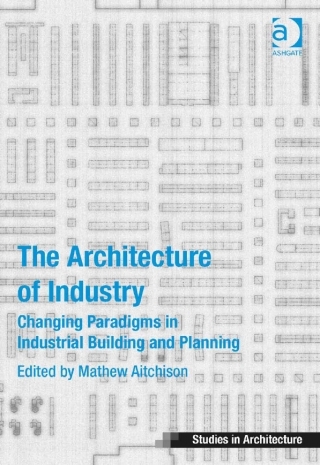 a
ASHGATE
The Architecture
of Industry
Changing Paradigms in
Industrial Building and Planning
Edited by Mathew Aitchison
Studies in Architecture